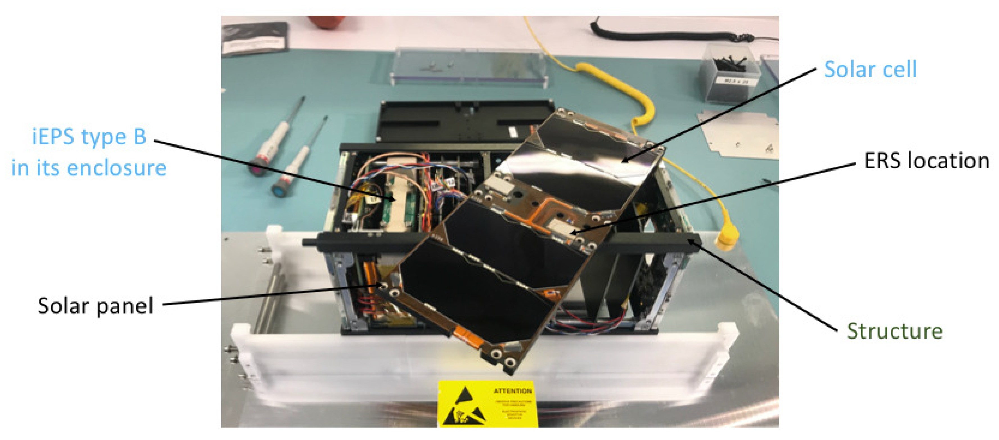 Solar cell
iEPS type B
in its enclosure
ERS location
Solar panel
Structure
ATTENTION